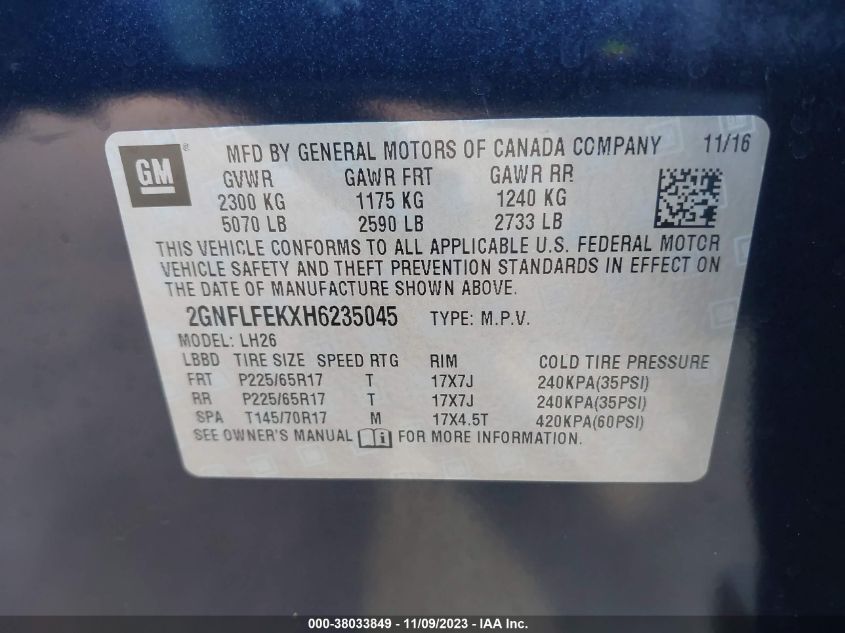 GM ® MFD BY GENERAL MOTORS OF CANADA COMPANY 11/16
GVWR GAWR FRT GAWR RR
2300 KG 1175 KG 1240 KG
5070 LB 2590 LB 2733 LB
THIS VEHICLE CONFORMS TO ALL APPLICABLE U.S. FEDERAL MOTOR
VEHICLE SAFETY AND THEFT PREVENTION STANDARDS IN EFFECT ON
THE DATE OF MANUFACTURE SHOWN ABOVE.
2GNFLFEKXH6235045 TYPE: M.P.V.
MODEL: LH26
LBBD TIRE SIZE SPEED RTG RIM COLD TIRE PRESSURE
FRT P225/65R17 T 17X7J 240KPA(35PSI)
RR P225/65R17 T 17X7J 240KPA(35PSI)
SPA T145/70R17 M 17X4.5T 420KPA(60PSI)
SEE OWNER'S MANUAL FOR MORE INFORMATION.
000-38033849 - 11/09/2023 - IAA Inc.